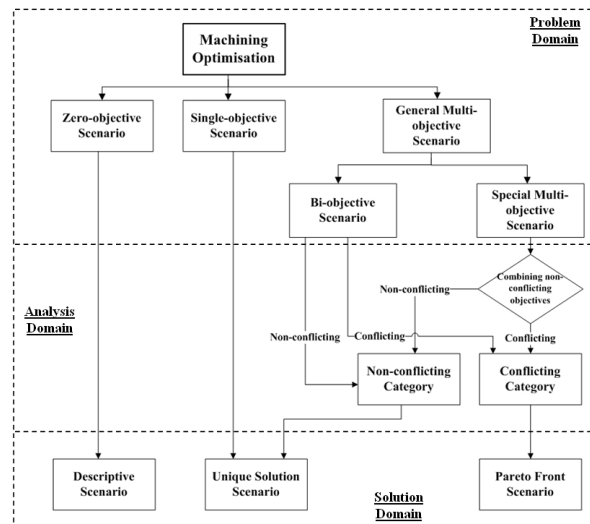 Problem
Domain
Machining
Optimisation
Zero-objective
Scenario
Single-objective
Scenario
General Multi-
objective
Scenario
Bi-objective
Scenario
Special Multi-
objective
Scenario
Analysis
Domain
Combining non-
conflicting
objectives
Non-conflicting
Non-conflicting
Conflicting
Conflicting
Non-conflicting
Category
Conflicting
Category
Descriptive
Scenario
Unique Solution
Scenario
Pareto Front
Scenario
Solution
Domain